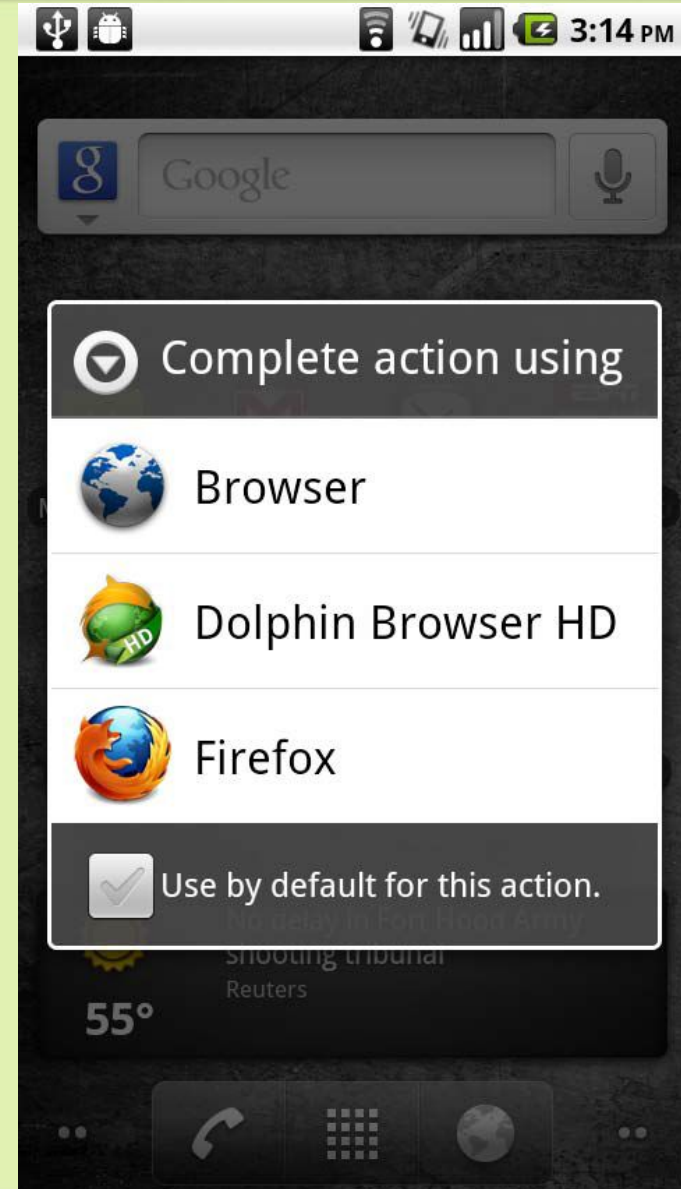 3:14 PM
g Google
Complete action using
Browser
HD
Dolphin Browser HD
Firefox
Use by default for this action.
No delay in Fort Hood Army
shooting tribunal
Reuters
55°